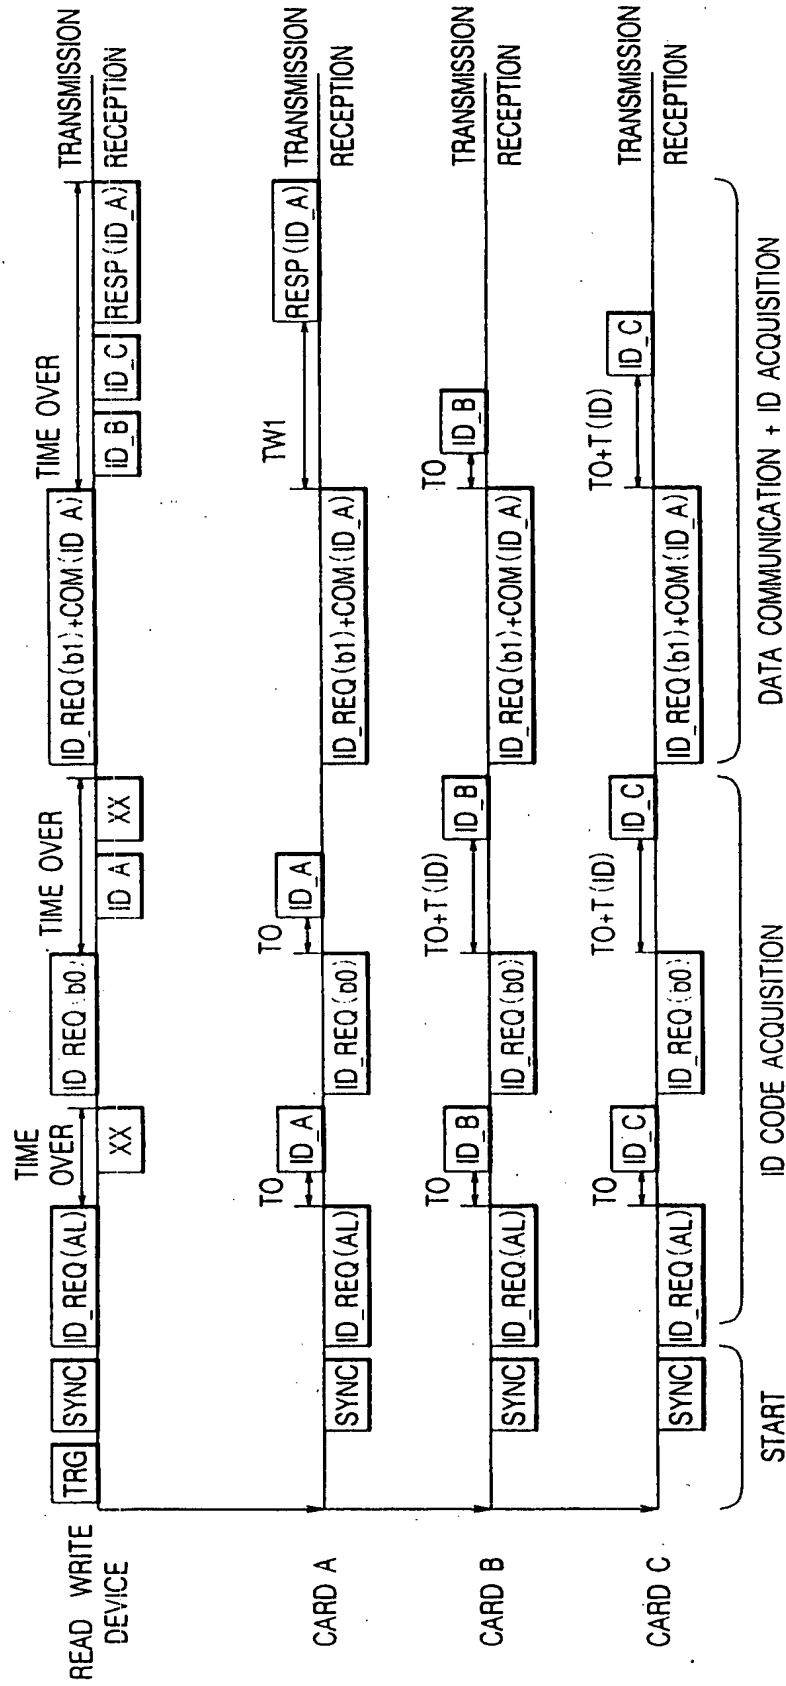 READ WRITE
DEVICE
TRG
SYNC
ID_REQ(AL)
TIME
OVER
XX
ID_REQ(b0)
TIME OVER
ID_A
XX
ID_REQ(b1)+COM(ID_A)
TIME OVER
ID_B
ID_C
RESP(ID_A)
TRANSMISSION
RECEPTION
CARD A
SYNC
ID_REQ(AL)
TO
ID_A
ID_REQ(b0)
TO
ID_A
ID_REQ(b1)+COM(ID_A)
TW1
RESP(ID_A)
TRANSMISSION
RECEPTION
CARD B
SYNC
ID_REQ(AL)
TO
ID_B
ID_REQ(b0)
TO+T(ID)
ID_B
ID_REQ(b1)+COM(ID_A)
TO
ID_B
TRANSMISSION
RECEPTION
CARD C
SYNC
ID_REQ(AL)
TO
ID_C
ID_REQ(b0)
TO+T(ID)
ID_C
ID_REQ(b1)+COM(ID_A)
TO+T(ID)
ID_C
TRANSMISSION
RECEPTION
START
ID CODE ACQUISITION
DATA COMMUNICATION + ID ACQUISITION